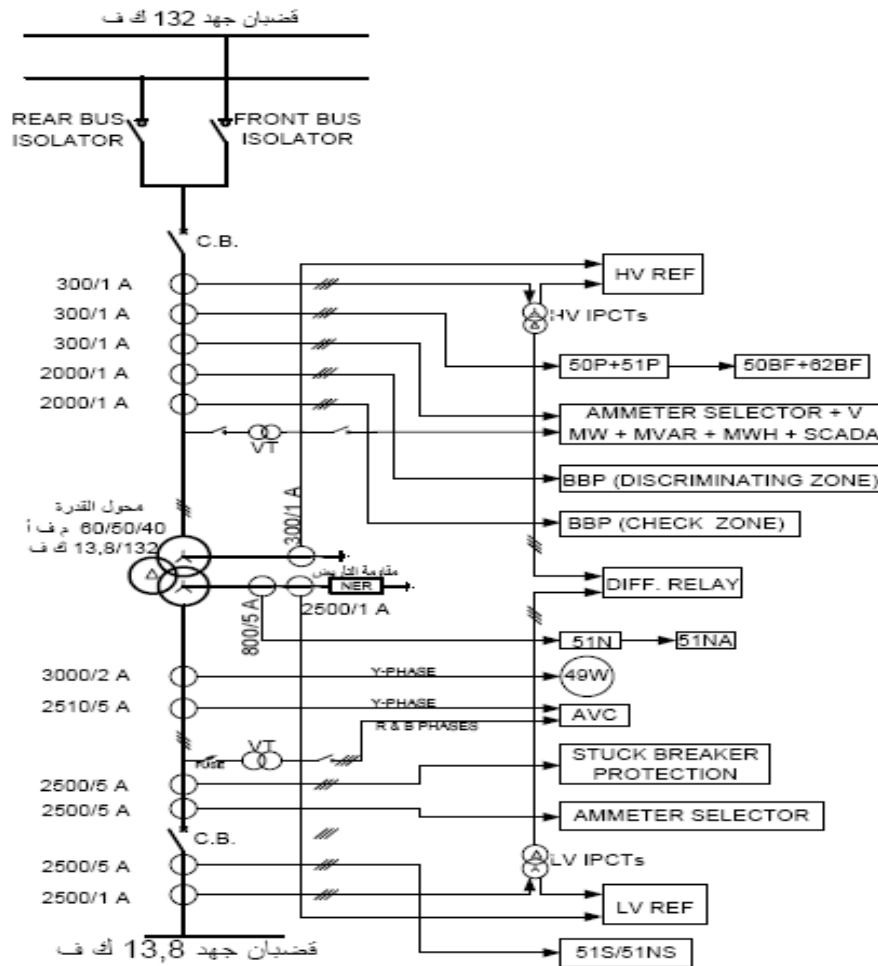 قضبان جهد 132 ك ف
REAR BUS
ISOLATOR
FRONT BUS
ISOLATOR
C.B.
300/1 A
HV REF
300/1 A
HV IPCTs
300/1 A
50P+51P
50BF+62BF
2000/1 A
2000/1 A
AMMETER SELECTOR + V
MW + MVAR + MWH + SCADA
VT
BBP (DISCRIMINATING ZONE)
300/1 A
محول القدرة
60/50/40 م ف أ
13,8/132 ك ف
BBP (CHECK ZONE)
مقاومة التأريض
NER
DIFF. RELAY
2500/1 A
800/5 A
51N
51NA
3000/2 A
Y-PHASE
49W
2510/5 A
Y-PHASE
AVC
R & B PHASES
VT
FUSE
STUCK BREAKER
PROTECTION
2500/5 A
2500/5 A
AMMETER SELECTOR
C.B.
2500/5 A
LV IPCTs
2500/1 A
LV REF
قضبان جهد 13,8 ك ف
51S/51NS